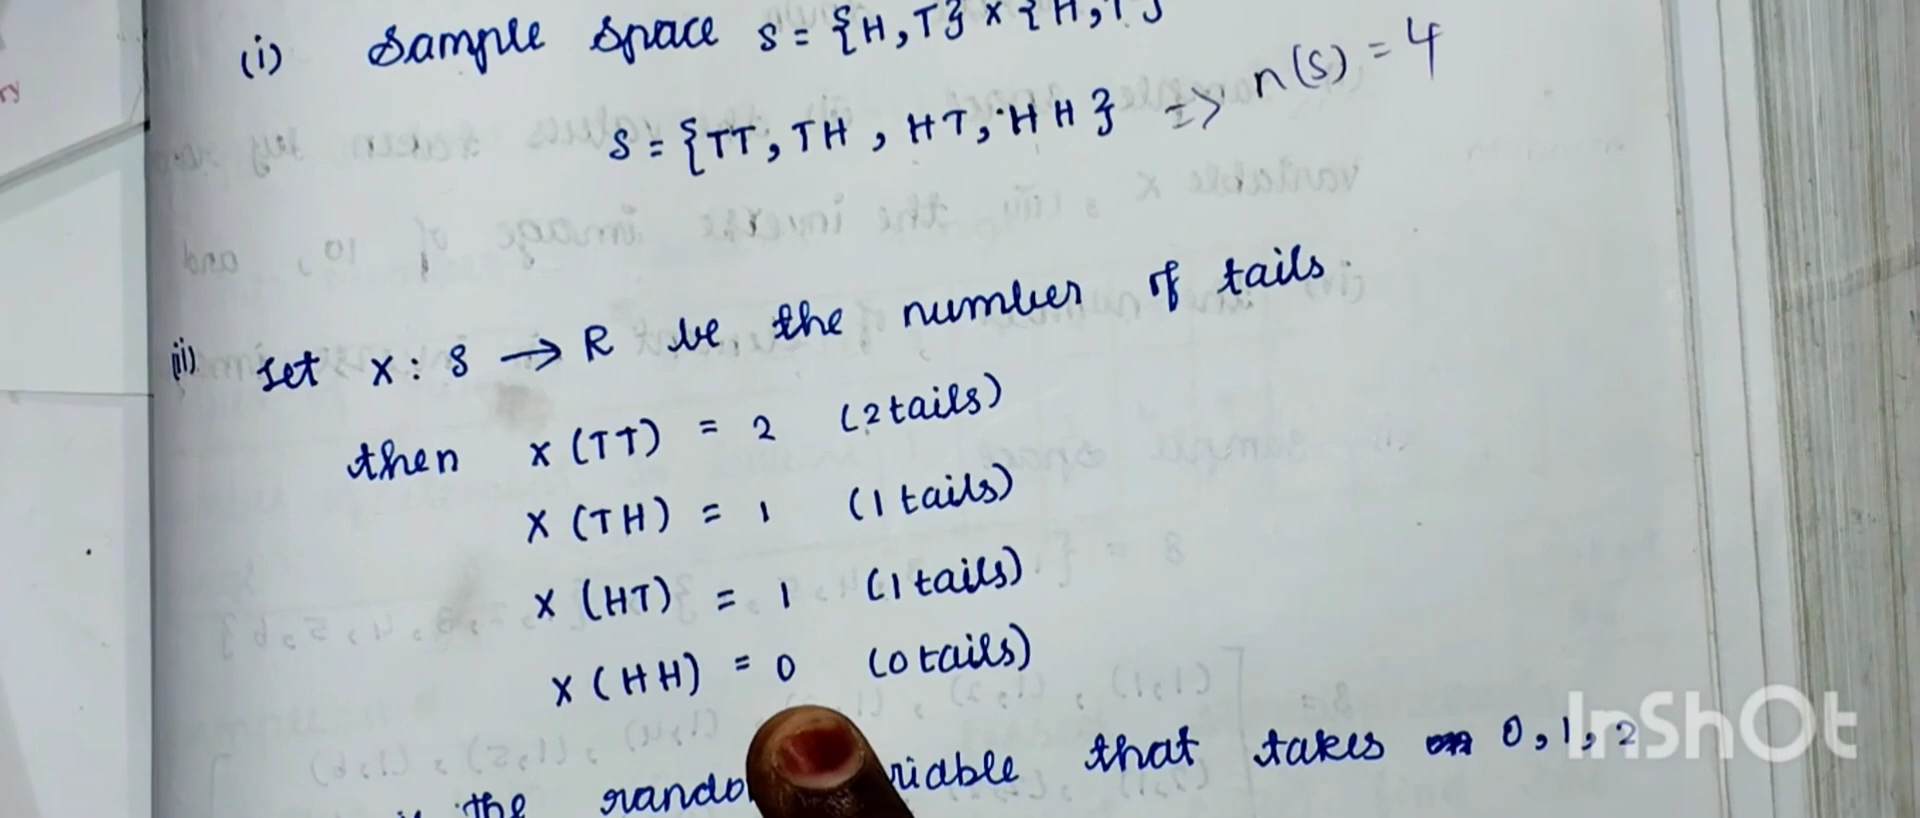 (i) Sample space S = {H, T} × {H, T}
S = {TT, TH, HT, HH} => n(S) = 4
(ii) Let X : S → R be the number of tails.
then X (TT) = 2 (2 tails)
X (TH) = 1 (1 tails)
X (HT) = 1 (1 tails)
X (HH) = 0 (0 tails)
the that takes 0, 1, 2
InShOt